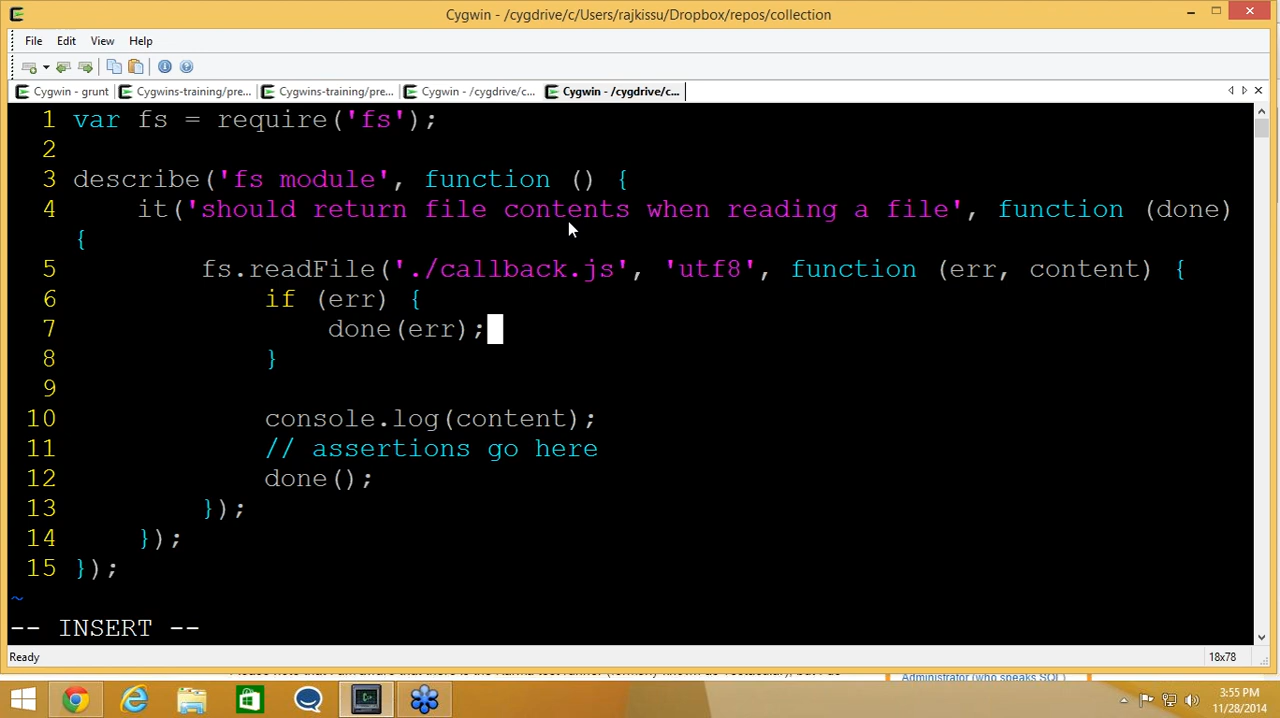 Cygwin - /cygdrive/c/Users/rajkissu/Dropbox/repos/collection
File Edit View Help
Cygwin - grunt Cygwins-training/pre... Cygwins-training/pre... Cygwin - /cygdrive/c... Cygwin - /cygdrive/c...
1 var fs = require('fs');
2
3 describe('fs module', function () {
4 it('should return file contents when reading a file', function (done)
{
5 fs.readFile('./callback.js', 'utf8', function (err, content) {
6 if (err) {
7 done(err);
8 }
9
10 console.log(content);
11 // assertions go here
12 done();
13 });
14 });
15 });
~
-- INSERT --
Ready 18x78
Administrator (who speaks SQL)
3:55 PM
11/28/2014